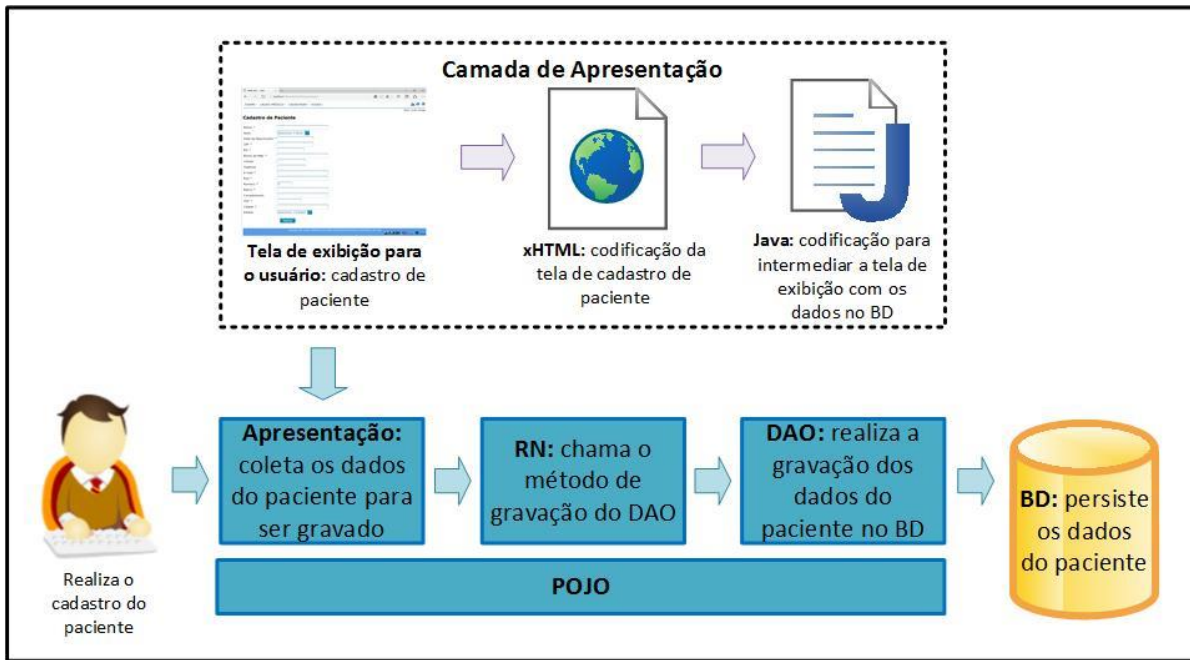 Camada de Apresentação
Cadastro de Paciente
Tela de exibição para
o usuário: cadastro de
paciente
xHTML: codificação da
tela de cadastro de
paciente
Java: codificação para
intermediar a tela de
exibição com os
dados no BD
Realiza o
cadastro do
paciente
Apresentação:
coleta os dados
do paciente para
ser gravado
RN: chama o
método de
gravação do DAO
DAO: realiza a
gravação dos
dados do
paciente no BD
BD: persiste
os dados
do paciente
POJO